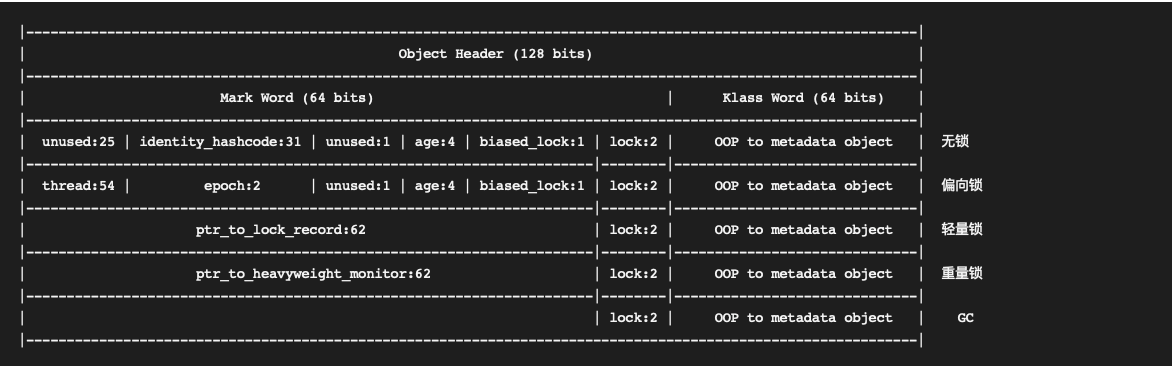 |--------------------------------------------------------------------------------------------------------------|
| Object Header (128 bits) |
|--------------------------------------------------------------------------------------------------------------|
| Mark Word (64 bits) | Klass Word (64 bits) |
|--------------------------------------------------------------------------------------------------------------|
| unused:25 | identity_hashcode:31 | unused:1 | age:4 | biased_lock:1 | lock:2 | OOP to metadata object | 无锁
|----------------------------------------------------------------------|--------|------------------------------|
| thread:54 | epoch:2 | unused:1 | age:4 | biased_lock:1 | lock:2 | OOP to metadata object | 偏向锁
|----------------------------------------------------------------------|--------|------------------------------|
| ptr_to_lock_record:62 | lock:2 | OOP to metadata object | 轻量锁
|----------------------------------------------------------------------|--------|------------------------------|
| ptr_to_heavyweight_monitor:62 | lock:2 | OOP to metadata object | 重量锁
|----------------------------------------------------------------------|--------|------------------------------|
| | lock:2 | OOP to metadata object | GC
|--------------------------------------------------------------------------------------------------------------|